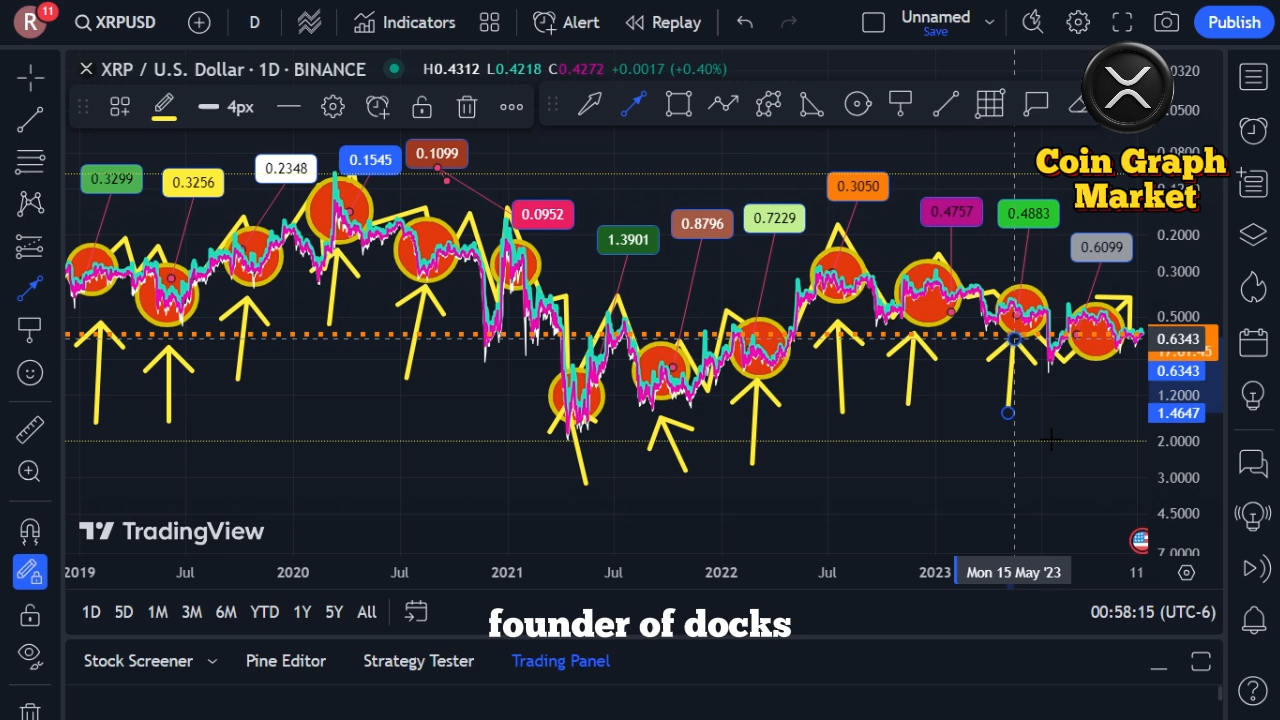 R 11 XRPUSD D Indicators Alert Replay Unnamed Save Publish
XRP / U.S. Dollar · 1D · BINANCE H0.4312 L0.4218 C0.4272 +0.0017 (+0.40%)
4px
Coin Graph
Market
0.3299 0.3256 0.2348 0.1545 0.1099
0.0952 1.3901 0.8796 0.7229
0.3050 0.4757 0.4883 0.6099
0.2000
0.3000
0.5000
0.6343
0.6343
1.2000
1.4647
2.0000
3.0000
4.5000
7.0000
TradingView
2019 Jul 2020 Jul 2021 Jul 2022 Jul 2023 Mon 15 May '23 11
1D 5D 1M 3M 6M YTD 1Y 5Y All 00:58:15 (UTC-6)
founder of docks
Stock Screener Pine Editor Strategy Tester Trading Panel